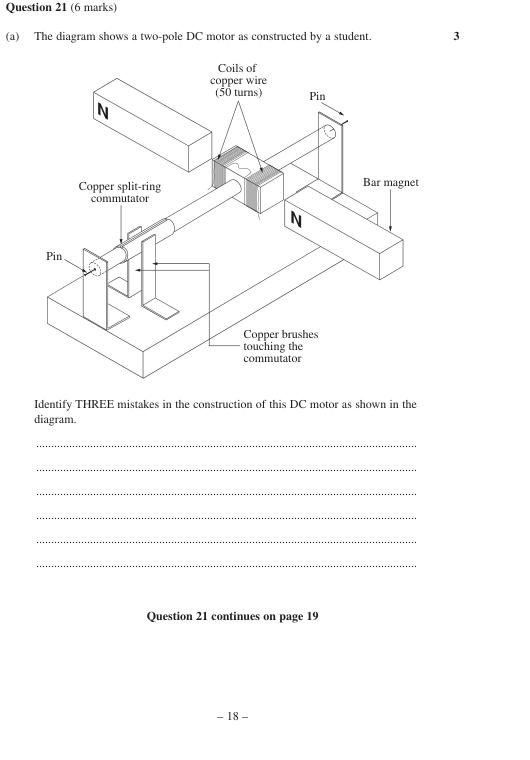 Question 21 (6 marks)
(a) The diagram shows a two-pole DC motor as constructed by a student. 3
Coils of
copper wire
(50 turns)
Pin
N
Copper split-ring
commutator
Bar magnet
N
Pin
Copper brushes
touching the
commutator
Identify THREE mistakes in the construction of this DC motor as shown in the
diagram.
Question 21 continues on page 19
– 18 –